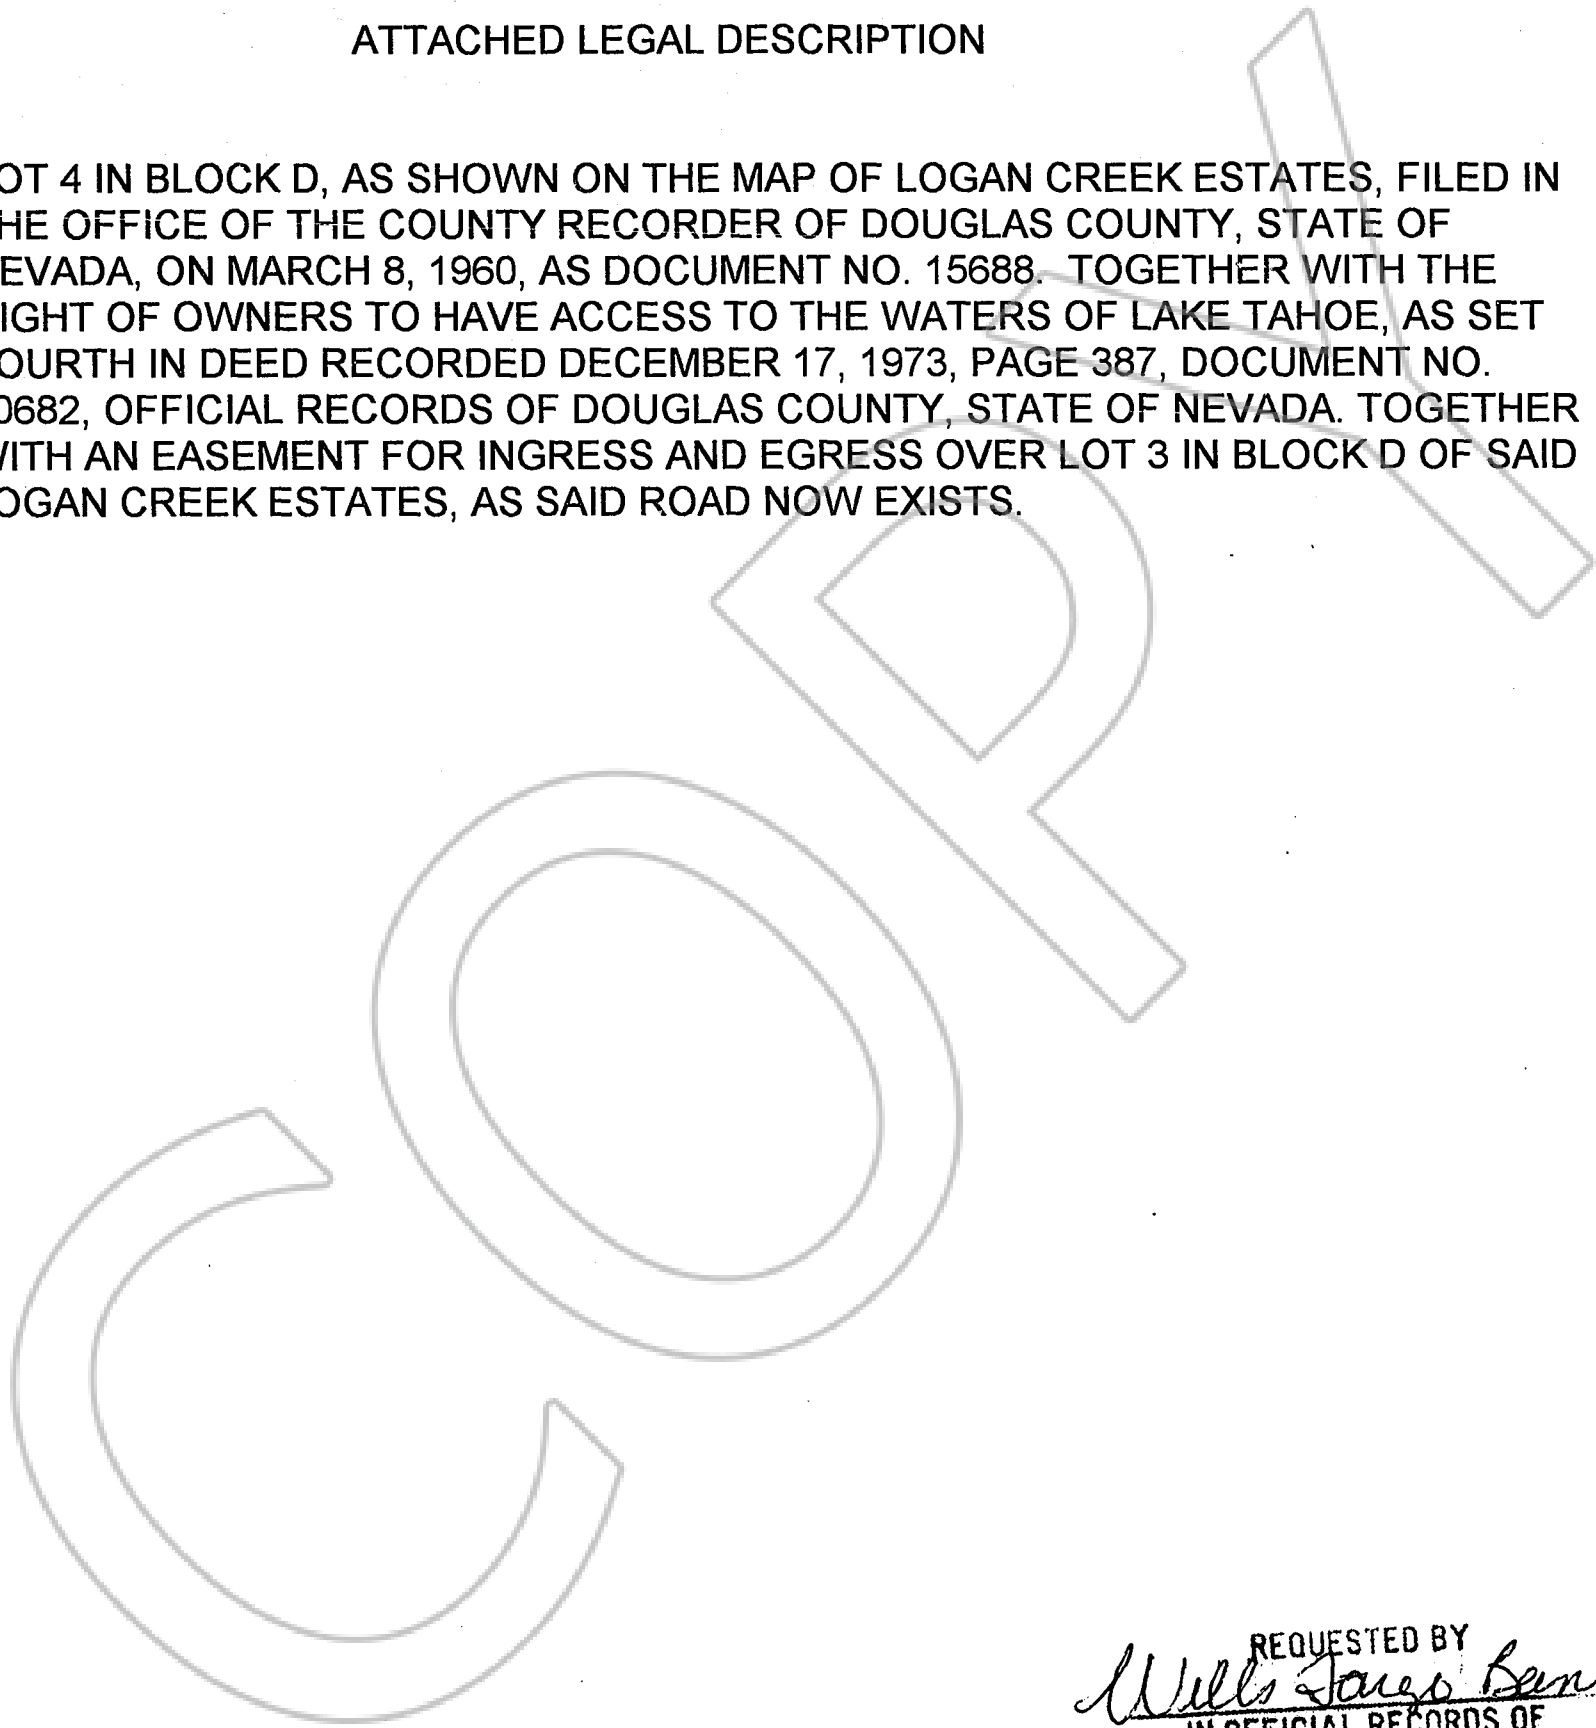 ATTACHED LEGAL DESCRIPTION
OT 4 IN BLOCK D, AS SHOWN ON THE MAP OF LOGAN CREEK ESTATES, FILED IN
HE OFFICE OF THE COUNTY RECORDER OF DOUGLAS COUNTY, STATE OF
EVADA, ON MARCH 8, 1960, AS DOCUMENT NO. 15688. TOGETHER WITH THE
IGHT OF OWNERS TO HAVE ACCESS TO THE WATERS OF LAKE TAHOE, AS SET
OURTH IN DEED RECORDED DECEMBER 17, 1973, PAGE 387, DOCUMENT NO.
0682, OFFICIAL RECORDS OF DOUGLAS COUNTY, STATE OF NEVADA. TOGETHER
WITH AN EASEMENT FOR INGRESS AND EGRESS OVER LOT 3 IN BLOCK D OF SAID
OGAN CREEK ESTATES, AS SAID ROAD NOW EXISTS.
COPY
REQUESTED BY
Wells Fargo Ban
IN OFFICIAL RECORDS OF